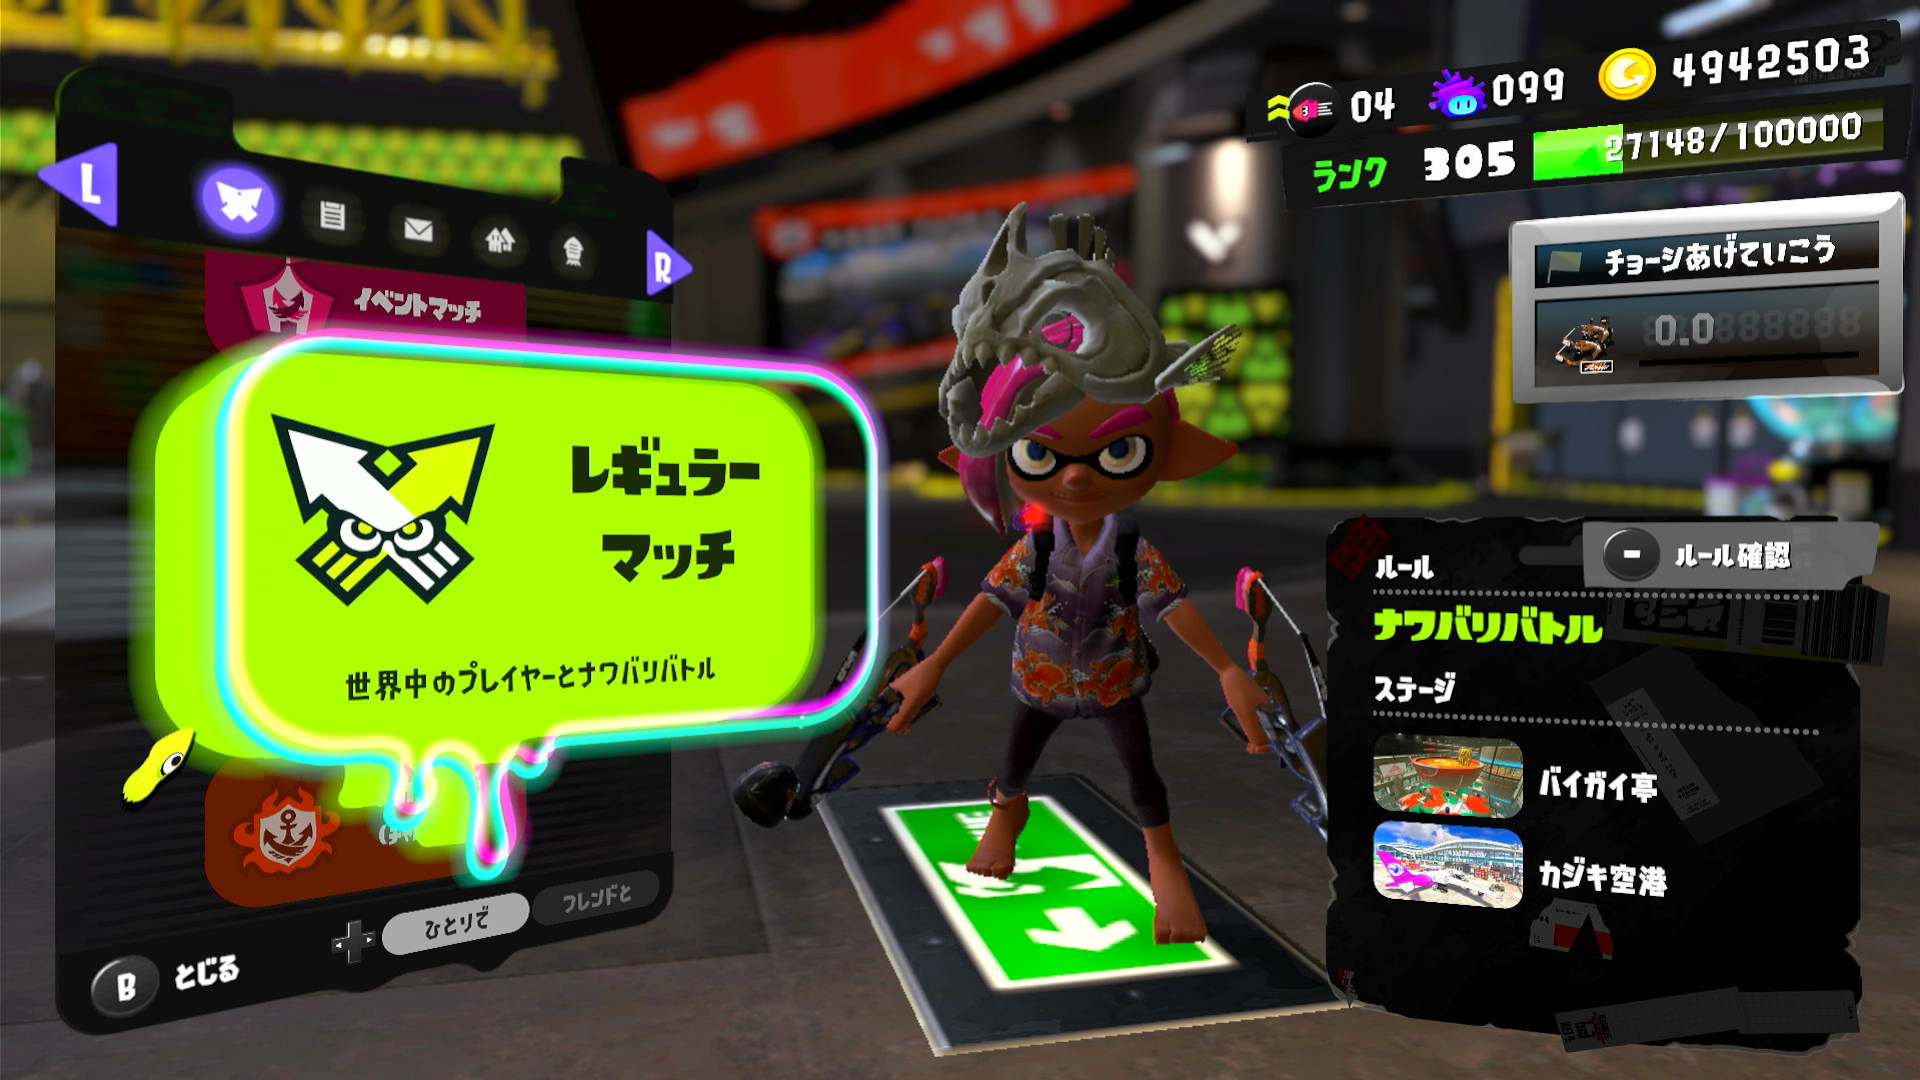 04 099 4942503
ランク 305 27148/100000
チョーシあげていこう
0.0
L
R
イベントマッチ
レギュラー
マッチ
世界中のプレイヤーとナワバリバトル
ひとりで
フレンドと
B とじる
- ルール確認
ルール
ナワバリバトル
ステージ
バイガイ亭
カジキ空港